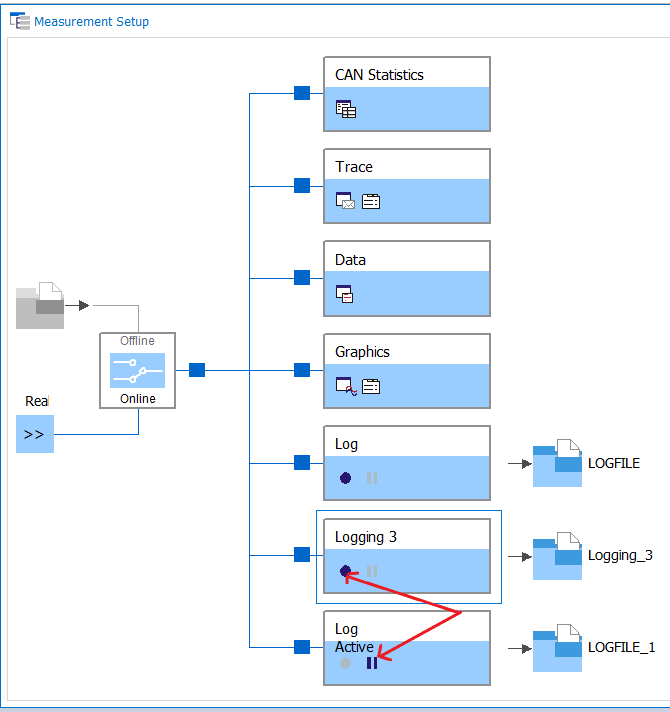 Measurement Setup
CAN Statistics
Trace
Data
Graphics
Offline
Online
Real
>>
Log
LOGFILE
Logging 3
Logging_3
Log
Active
LOGFILE_1